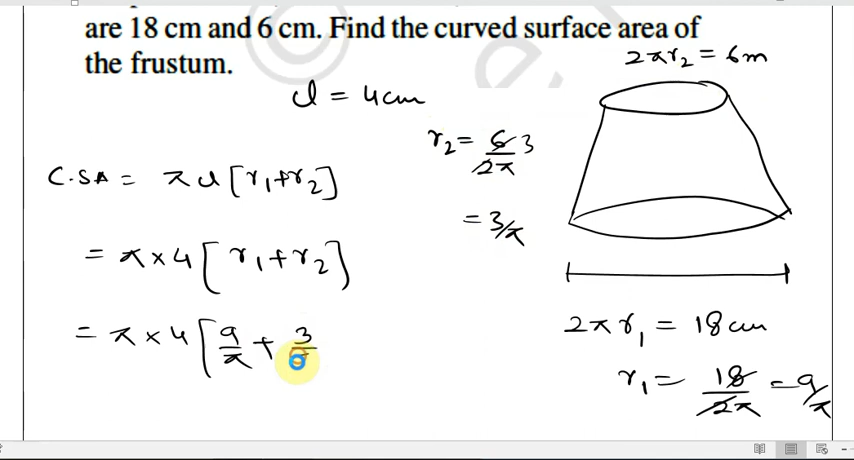 are 18 cm and 6 cm. Find the curved surface area of
the frustum.
2πr₂ = 6m
l = 4cm
r₂ = 6/2π 3
= 3/π
C.SA = πl[r₁+r₂]
= π×4[r₁+r₂]
= π×4[9/π + 3
2πr₁ = 18cm
r₁ = 18/2π = 9/π